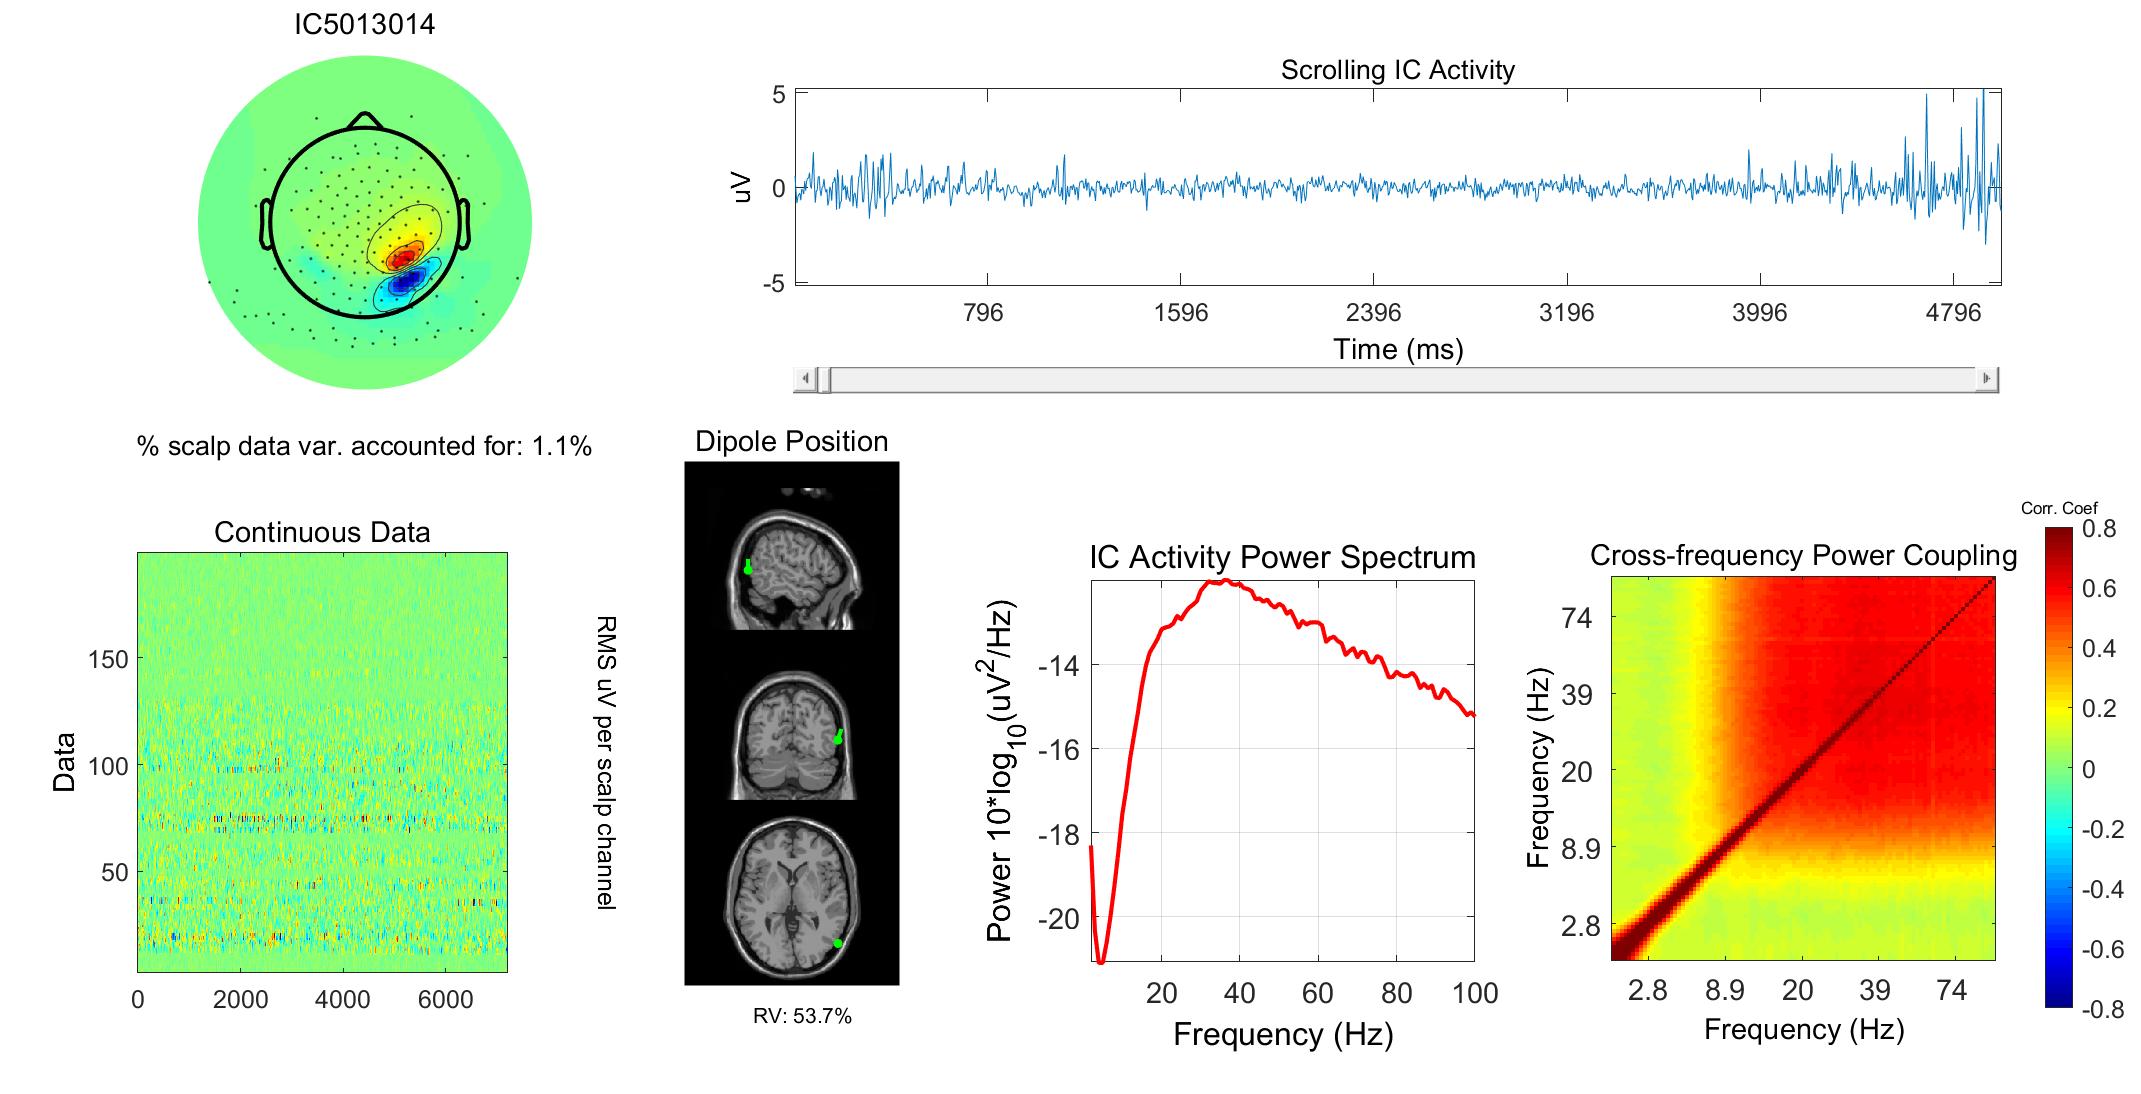 IC5013014
Scrolling IC Activity
5
0
-5
uV
796 1596 2396 3196 3996 4796
Time (ms)
% scalp data var. accounted for: 1.1%
Dipole Position
RV: 53.7%
Continuous Data
150
100
50
Data
0 2000 4000 6000
RMS uV per scalp channel
IC Activity Power Spectrum
-14
-16
-18
-20
Power 10*log10(uV2/Hz)
20 40 60 80 100
Frequency (Hz)
Cross-frequency Power Coupling
74
39
20
8.9
2.8
Frequency (Hz)
2.8 8.9 20 39 74
Frequency (Hz)
Corr. Coef
0.8
0.6
0.4
0.2
0
-0.2
-0.4
-0.6
-0.8